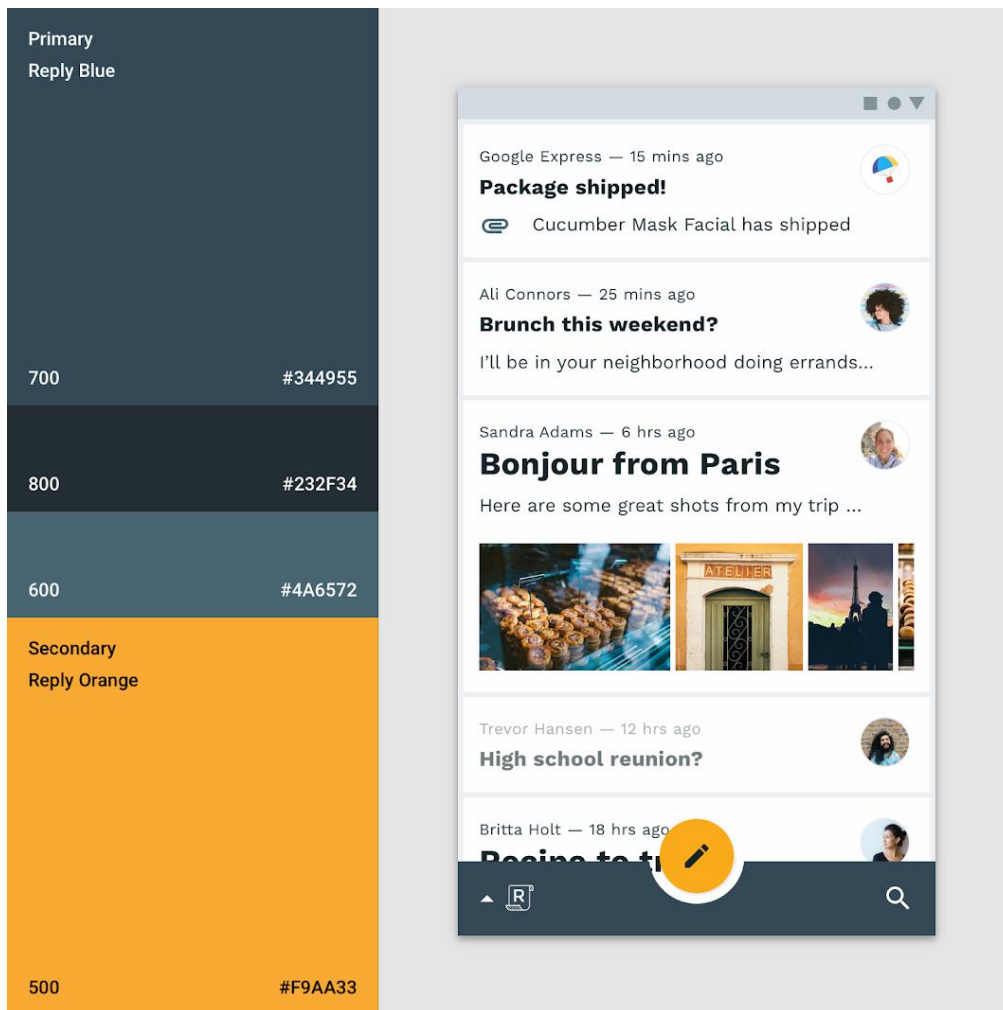 Primary
Reply Blue
700 #344955
800 #232F34
600 #4A6572
Secondary
Reply Orange
500 #F9AA33
Google Express — 15 mins ago
Package shipped!
Cucumber Mask Facial has shipped
Ali Connors — 25 mins ago
Brunch this weekend?
I’ll be in your neighborhood doing errands...
Sandra Adams — 6 hrs ago
Bonjour from Paris
Here are some great shots from my trip ...
ATELIER
Trevor Hansen — 12 hrs ago
High school reunion?
Britta Holt — 18 hrs ago
Recipe to
R